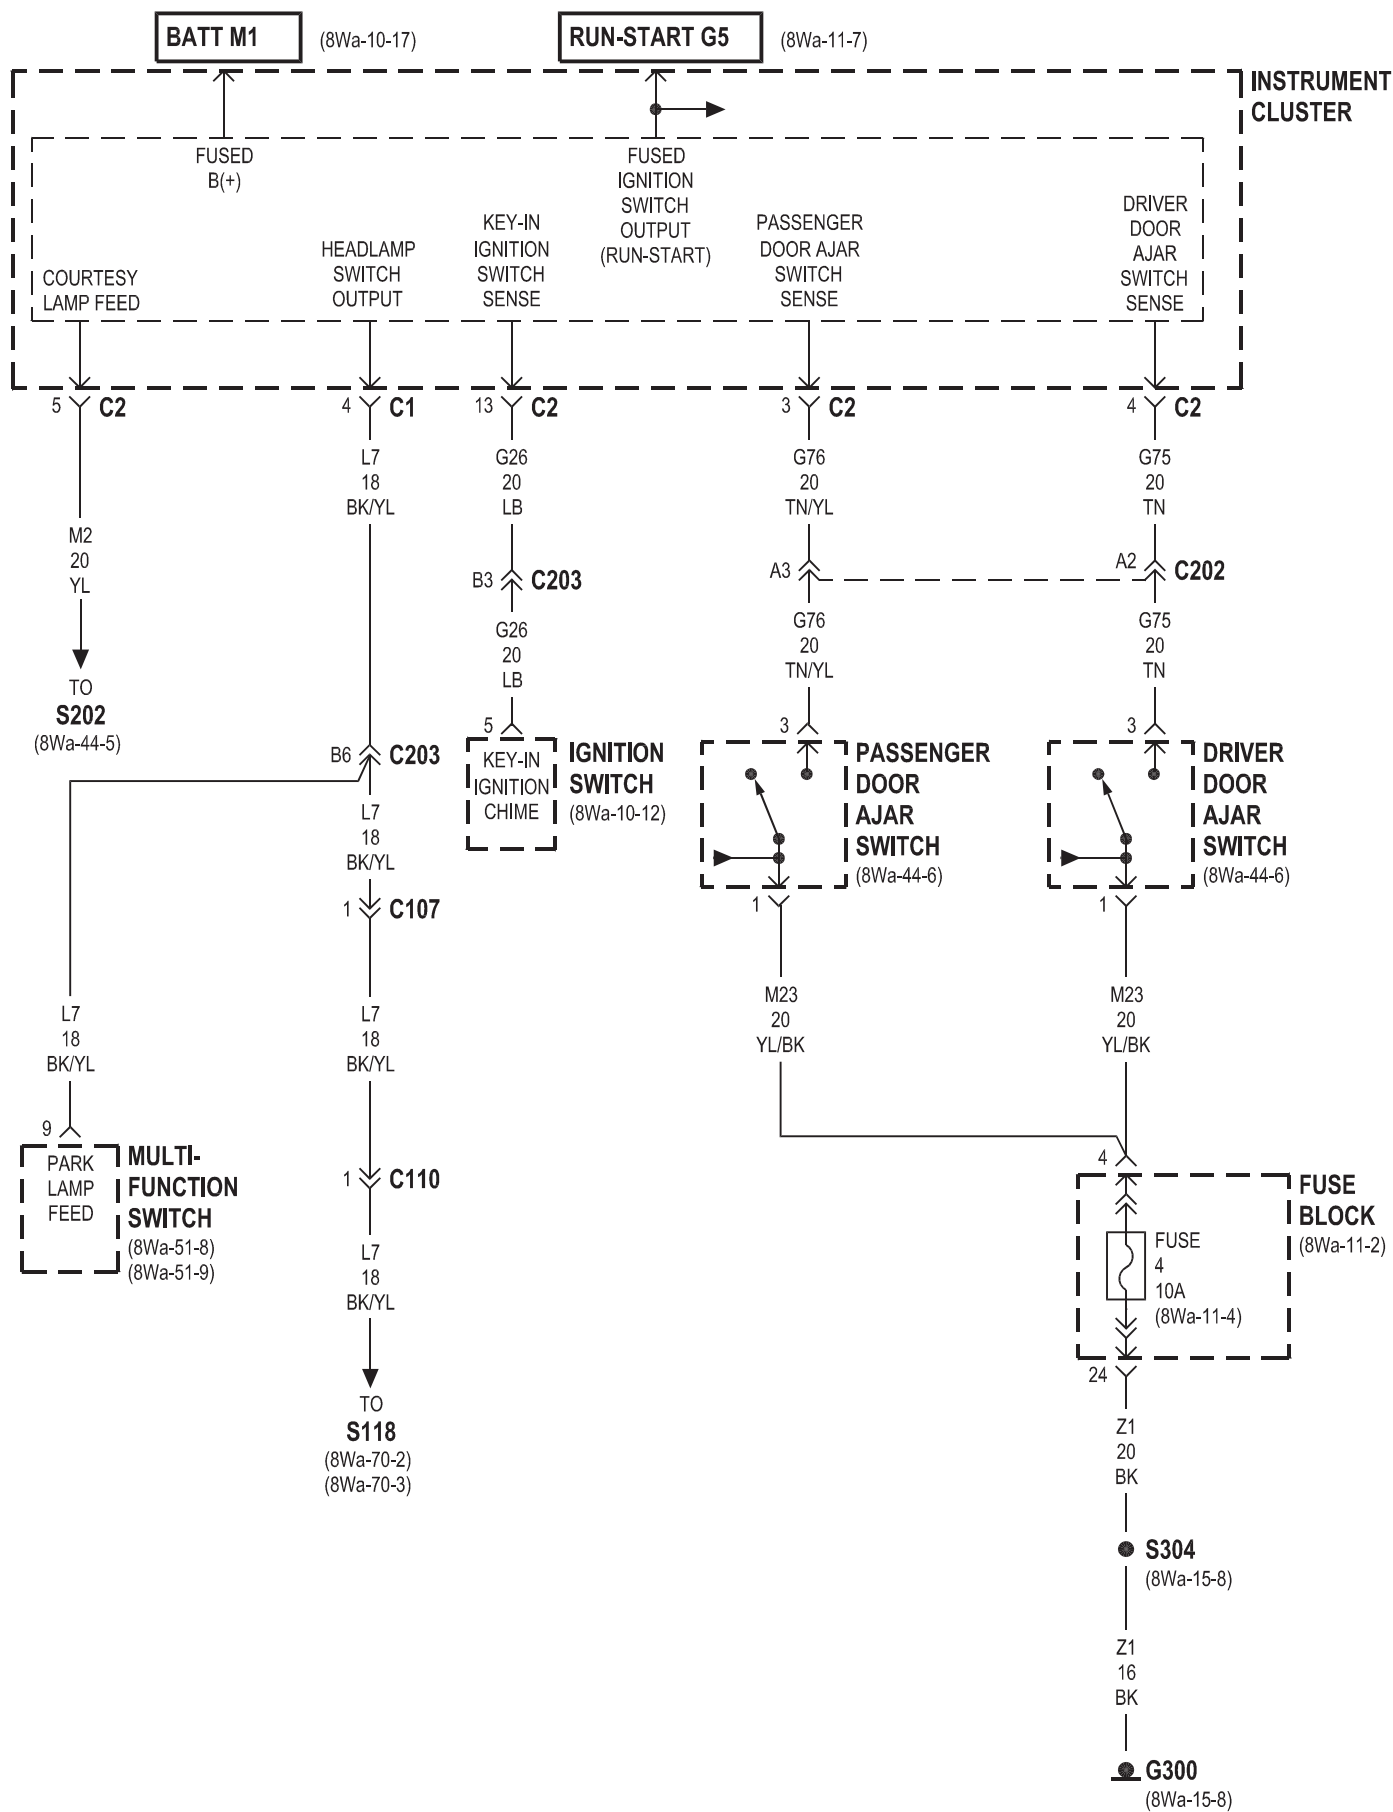 BATT M1
(8Wa-10-17)
RUN-START G5
(8Wa-11-7)
INSTRUMENT
CLUSTER
FUSED
B(+)
FUSED
IGNITION
SWITCH
OUTPUT
(RUN-START)
COURTESY
LAMP FEED
HEADLAMP
SWITCH
OUTPUT
KEY-IN
IGNITION
SWITCH
SENSE
PASSENGER
DOOR AJAR
SWITCH
SENSE
DRIVER
DOOR
AJAR
SWITCH
SENSE
5 C2
4 C1
13 C2
3 C2
4 C2
M2
20
YL
TO
S202
(8Wa-44-5)
L7
18
BK/YL
G26
20
LB
G76
20
TN/YL
G75
20
TN
B3 C203
A3
A2 C202
G26
20
LB
G76
20
TN/YL
G75
20
TN
B6 C203
5
KEY-IN
IGNITION
CHIME
IGNITION
SWITCH
(8Wa-10-12)
3
PASSENGER
DOOR
AJAR
SWITCH
(8Wa-44-6)
1
3
DRIVER
DOOR
AJAR
SWITCH
(8Wa-44-6)
1
L7
18
BK/YL
1 C107
L7
18
BK/YL
L7
18
BK/YL
M23
20
YL/BK
M23
20
YL/BK
9
PARK
LAMP
FEED
MULTI-
FUNCTION
SWITCH
(8Wa-51-8)
(8Wa-51-9)
1 C110
L7
18
BK/YL
TO
S118
(8Wa-70-2)
(8Wa-70-3)
4
FUSE
4
10A
(8Wa-11-4)
FUSE
BLOCK
(8Wa-11-2)
24
Z1
20
BK
S304
(8Wa-15-8)
Z1
16
BK
G300
(8Wa-15-8)